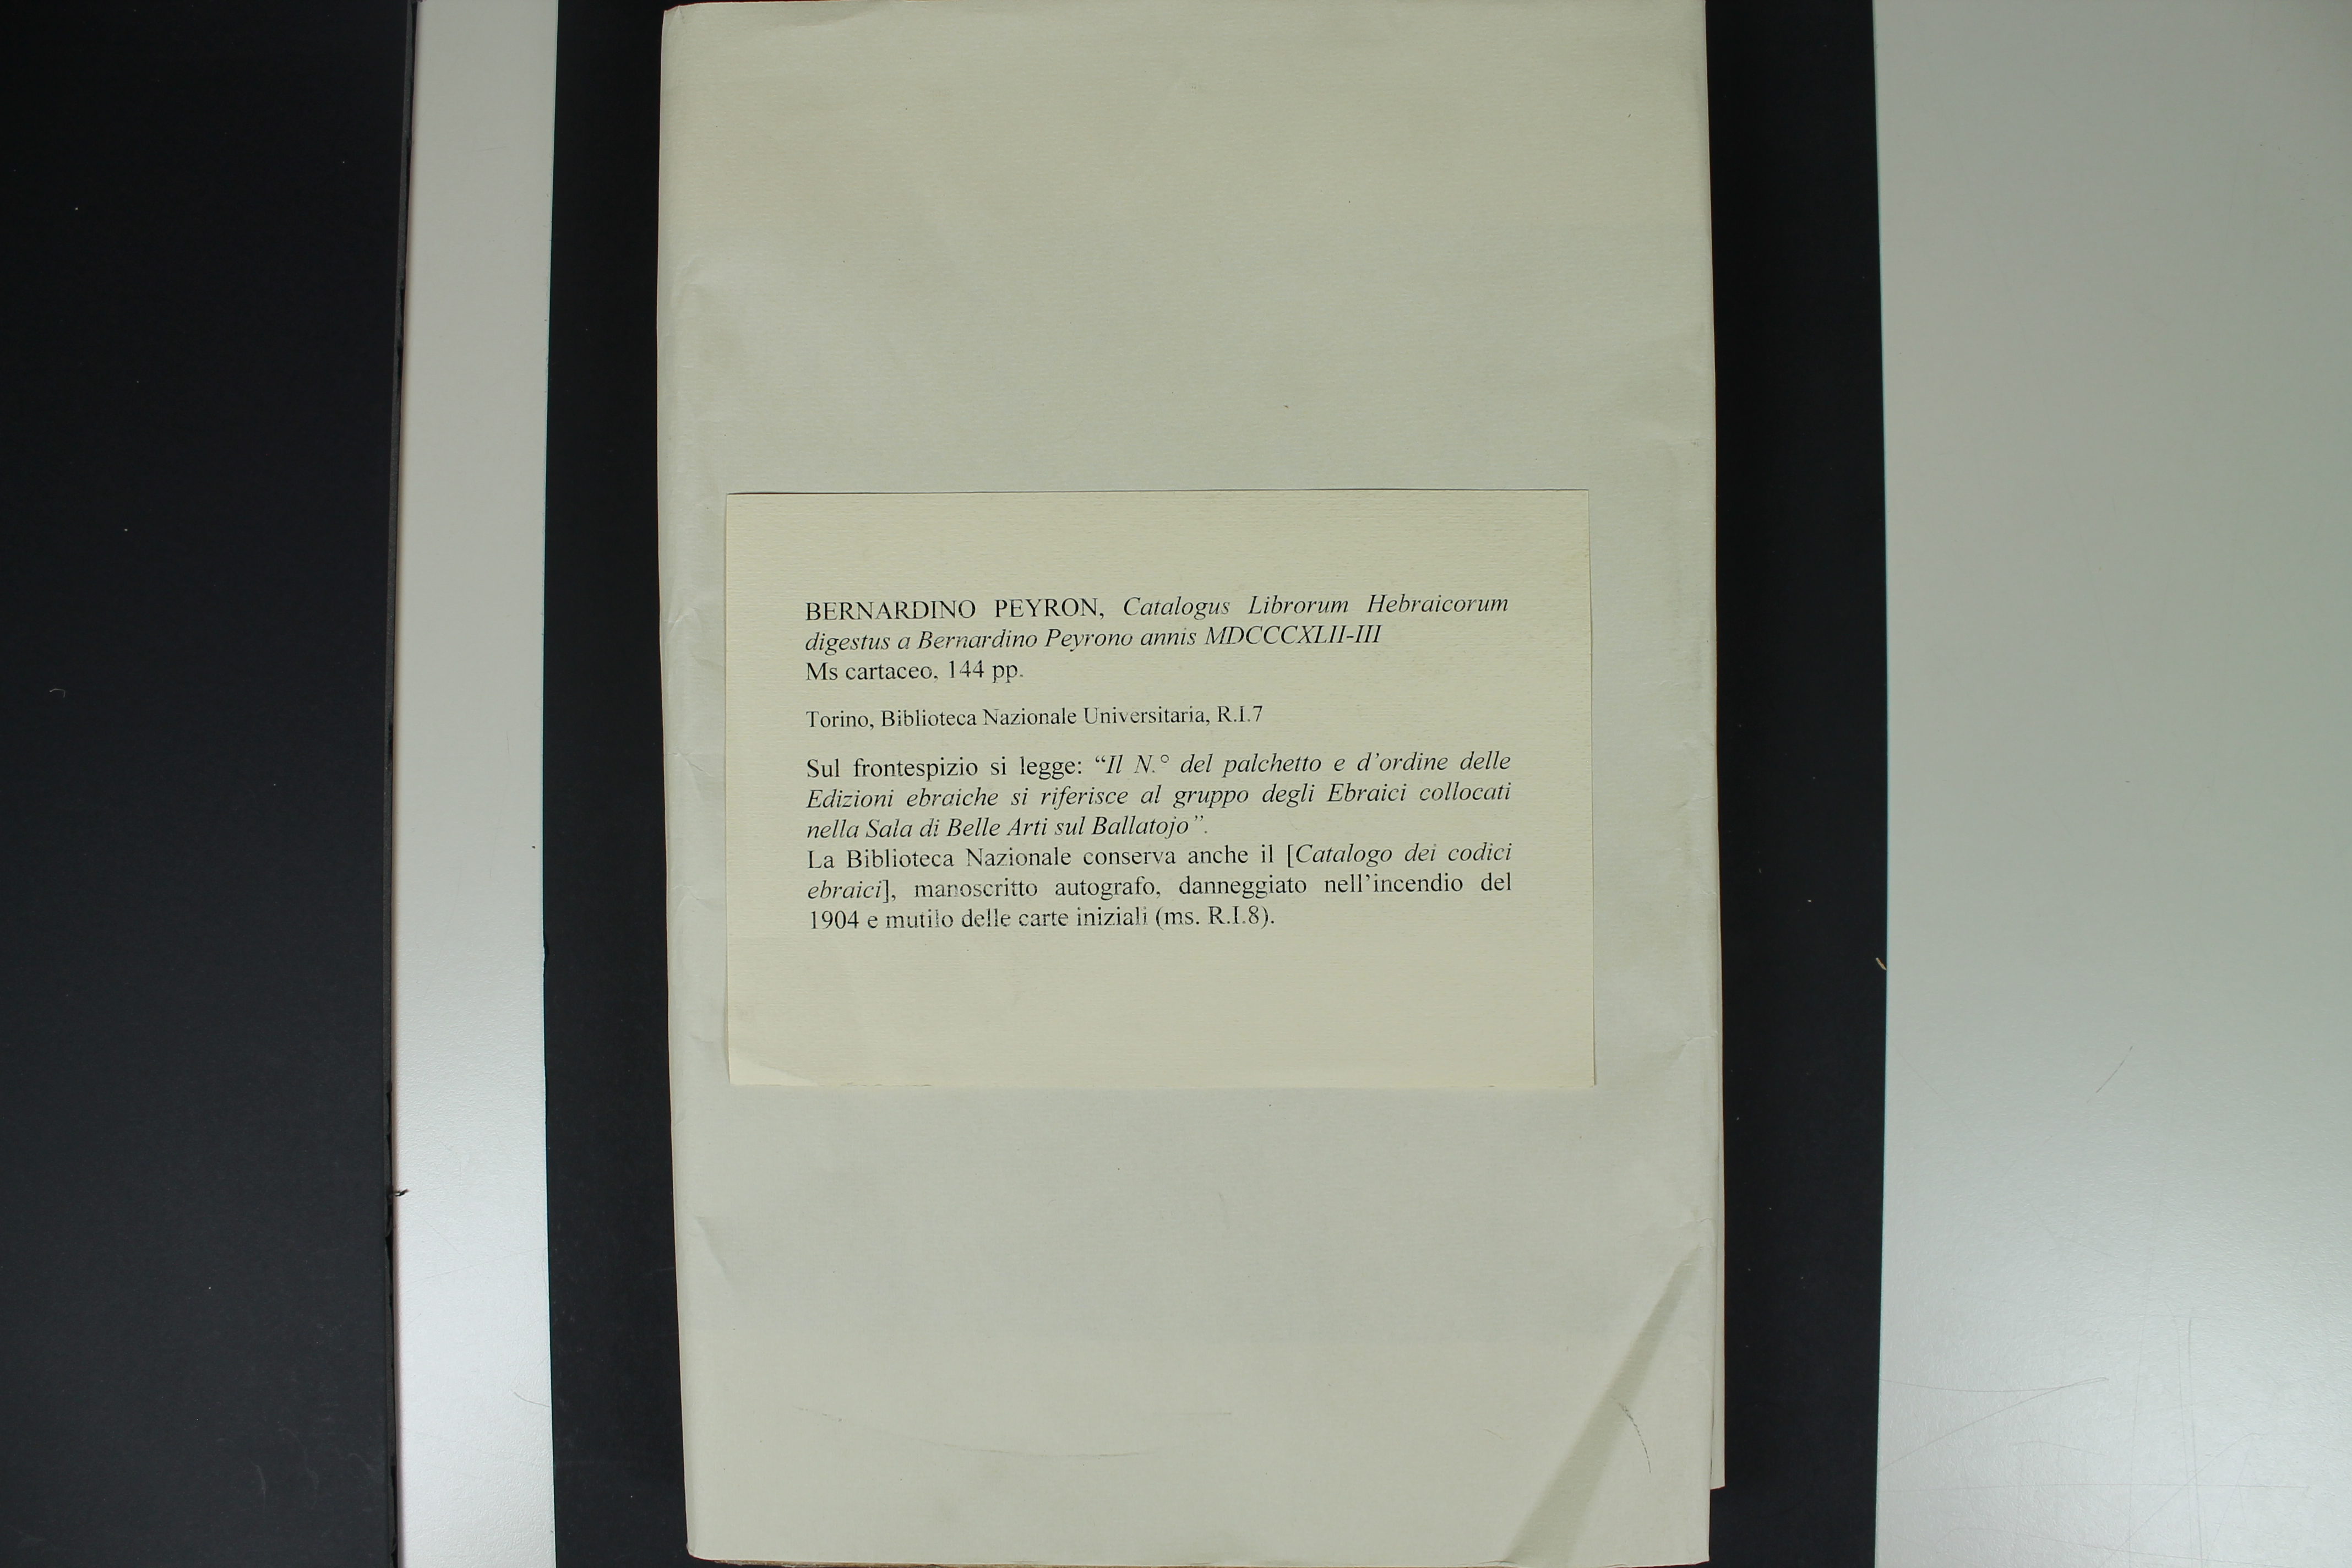 BERNARDINO PEYRON, Catalogus Librorum Hebraicorum
digestus a Bernardino Peyrono annis MDCCCXLII-III
Ms cartaceo, 144 pp.
Torino, Biblioteca Nazionale Universitaria, R.I.7
Sul frontespizio si legge: “Il N.° del palchetto e d’ordine delle
Edizioni ebraiche si riferisce al gruppo degli Ebraici collocati
nella Sala di Belle Arti sul Ballatojo”.
La Biblioteca Nazionale conserva anche il [Catalogo dei codici
ebraici], manoscritto autografo, danneggiato nell’incendio del
1904 e mutilo delle carte iniziali (ms. R.I.8).